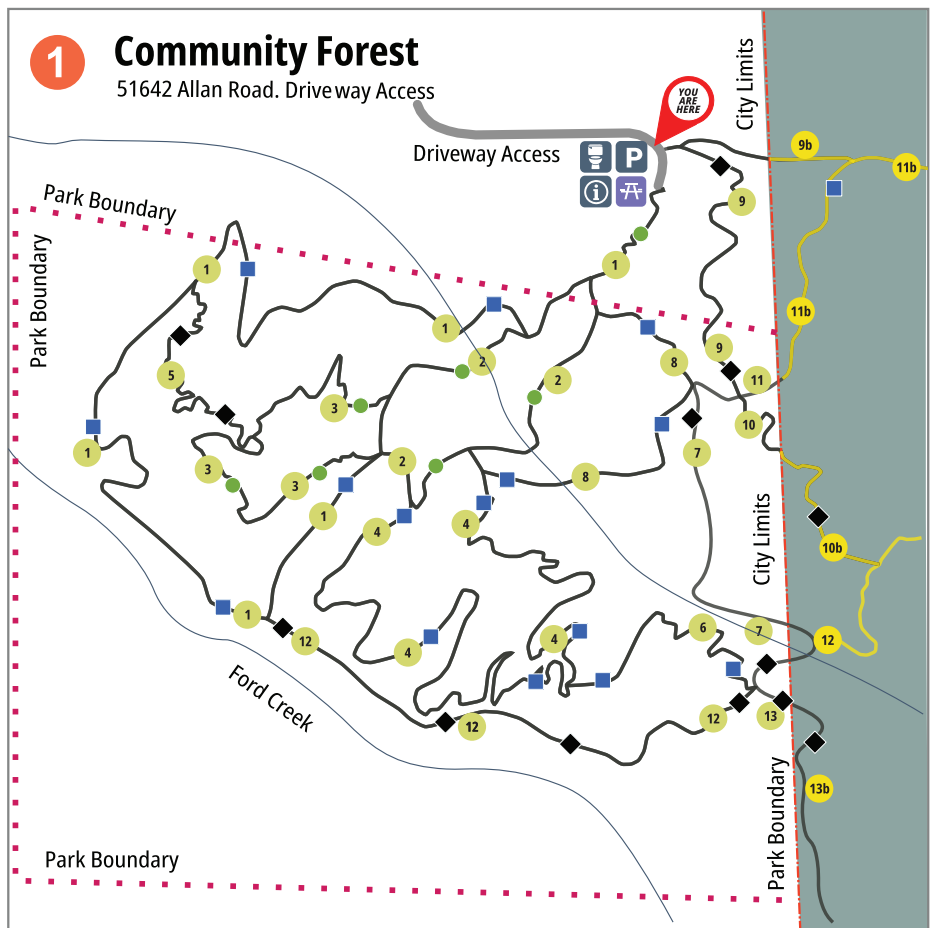 1
Community Forest
51642 Allan Road. Driveway Access
YOU
ARE
HERE
City Limits
Driveway Access
P
i
9b
11b
9
1
Park Boundary
Park Boundary
1
1
2
11b
9
8
11
5
3
2
10
1
3
3
2
7
8
1
4
4
City Limits
10b
1
12
4
4
6
7
12
Ford Creek
12
12
13
Park Boundary
13b
Park Boundary